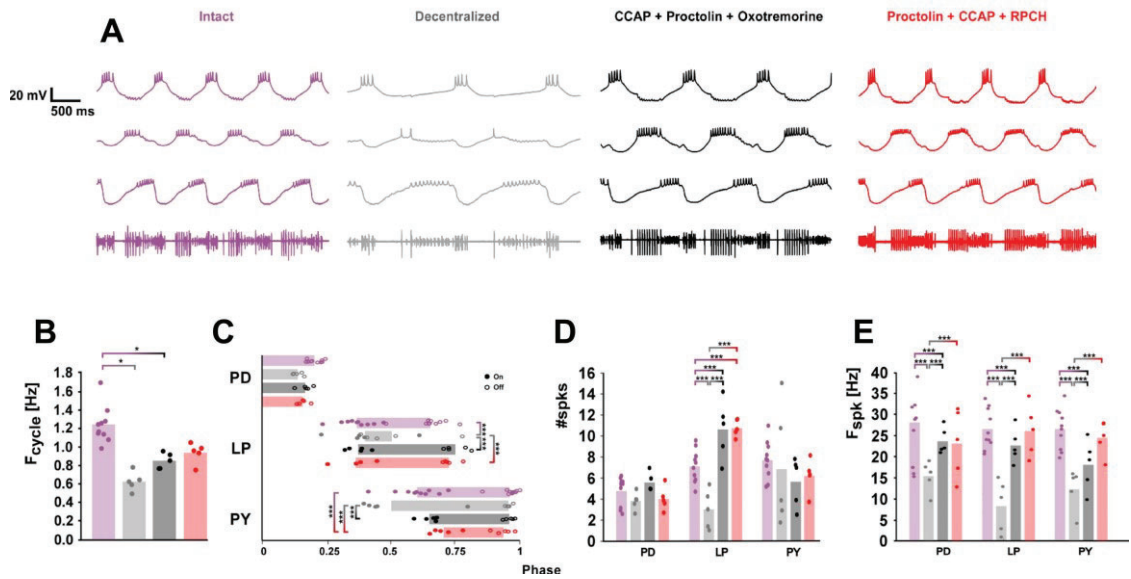 Intact
Decentralized
CCAP + Proctolin + Oxotremorine
Proctolin + CCAP + RPCH
A
20 mV
500 ms
B
Fcycle [Hz]
1.8
1.6
1.4
1.2
1.0
0.8
0.6
0.4
0.2
0.0
* *
C
PD
LP
PY
On
Off
***
***
***
***
***
***
***
***
0 0.25 0.5 0.75 1
Phase
D
#spks
16
14
12
10
8
6
4
2
0
***
***
***
*** ***
PD LP PY
E
Fspk [Hz]
40
35
30
25
20
15
10
5
0
*** *** ***
*** *** ***
*** *** *** *** *** ***
PD LP PY